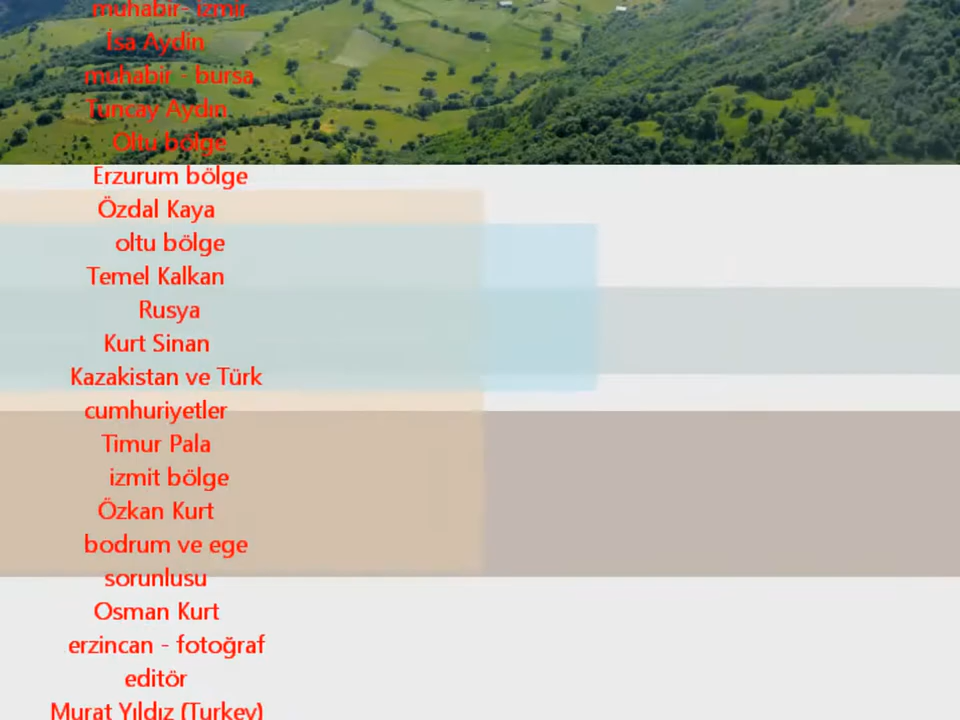 muhabir- izmir
İsa Aydin
muhabir - bursa
Tuncay Aydın
Oltu bölge
Erzurum bölge
Özdal Kaya
oltu bölge
Temel Kalkan
Rusya
Kurt Sinan
Kazakistan ve Türk
cumhuriyetler
Timur Pala
izmit bölge
Özkan Kurt
bodrum ve ege
sorunlusu
Osman Kurt
erzincan - fotoğraf
editör
Murat Yıldız (Turkey)